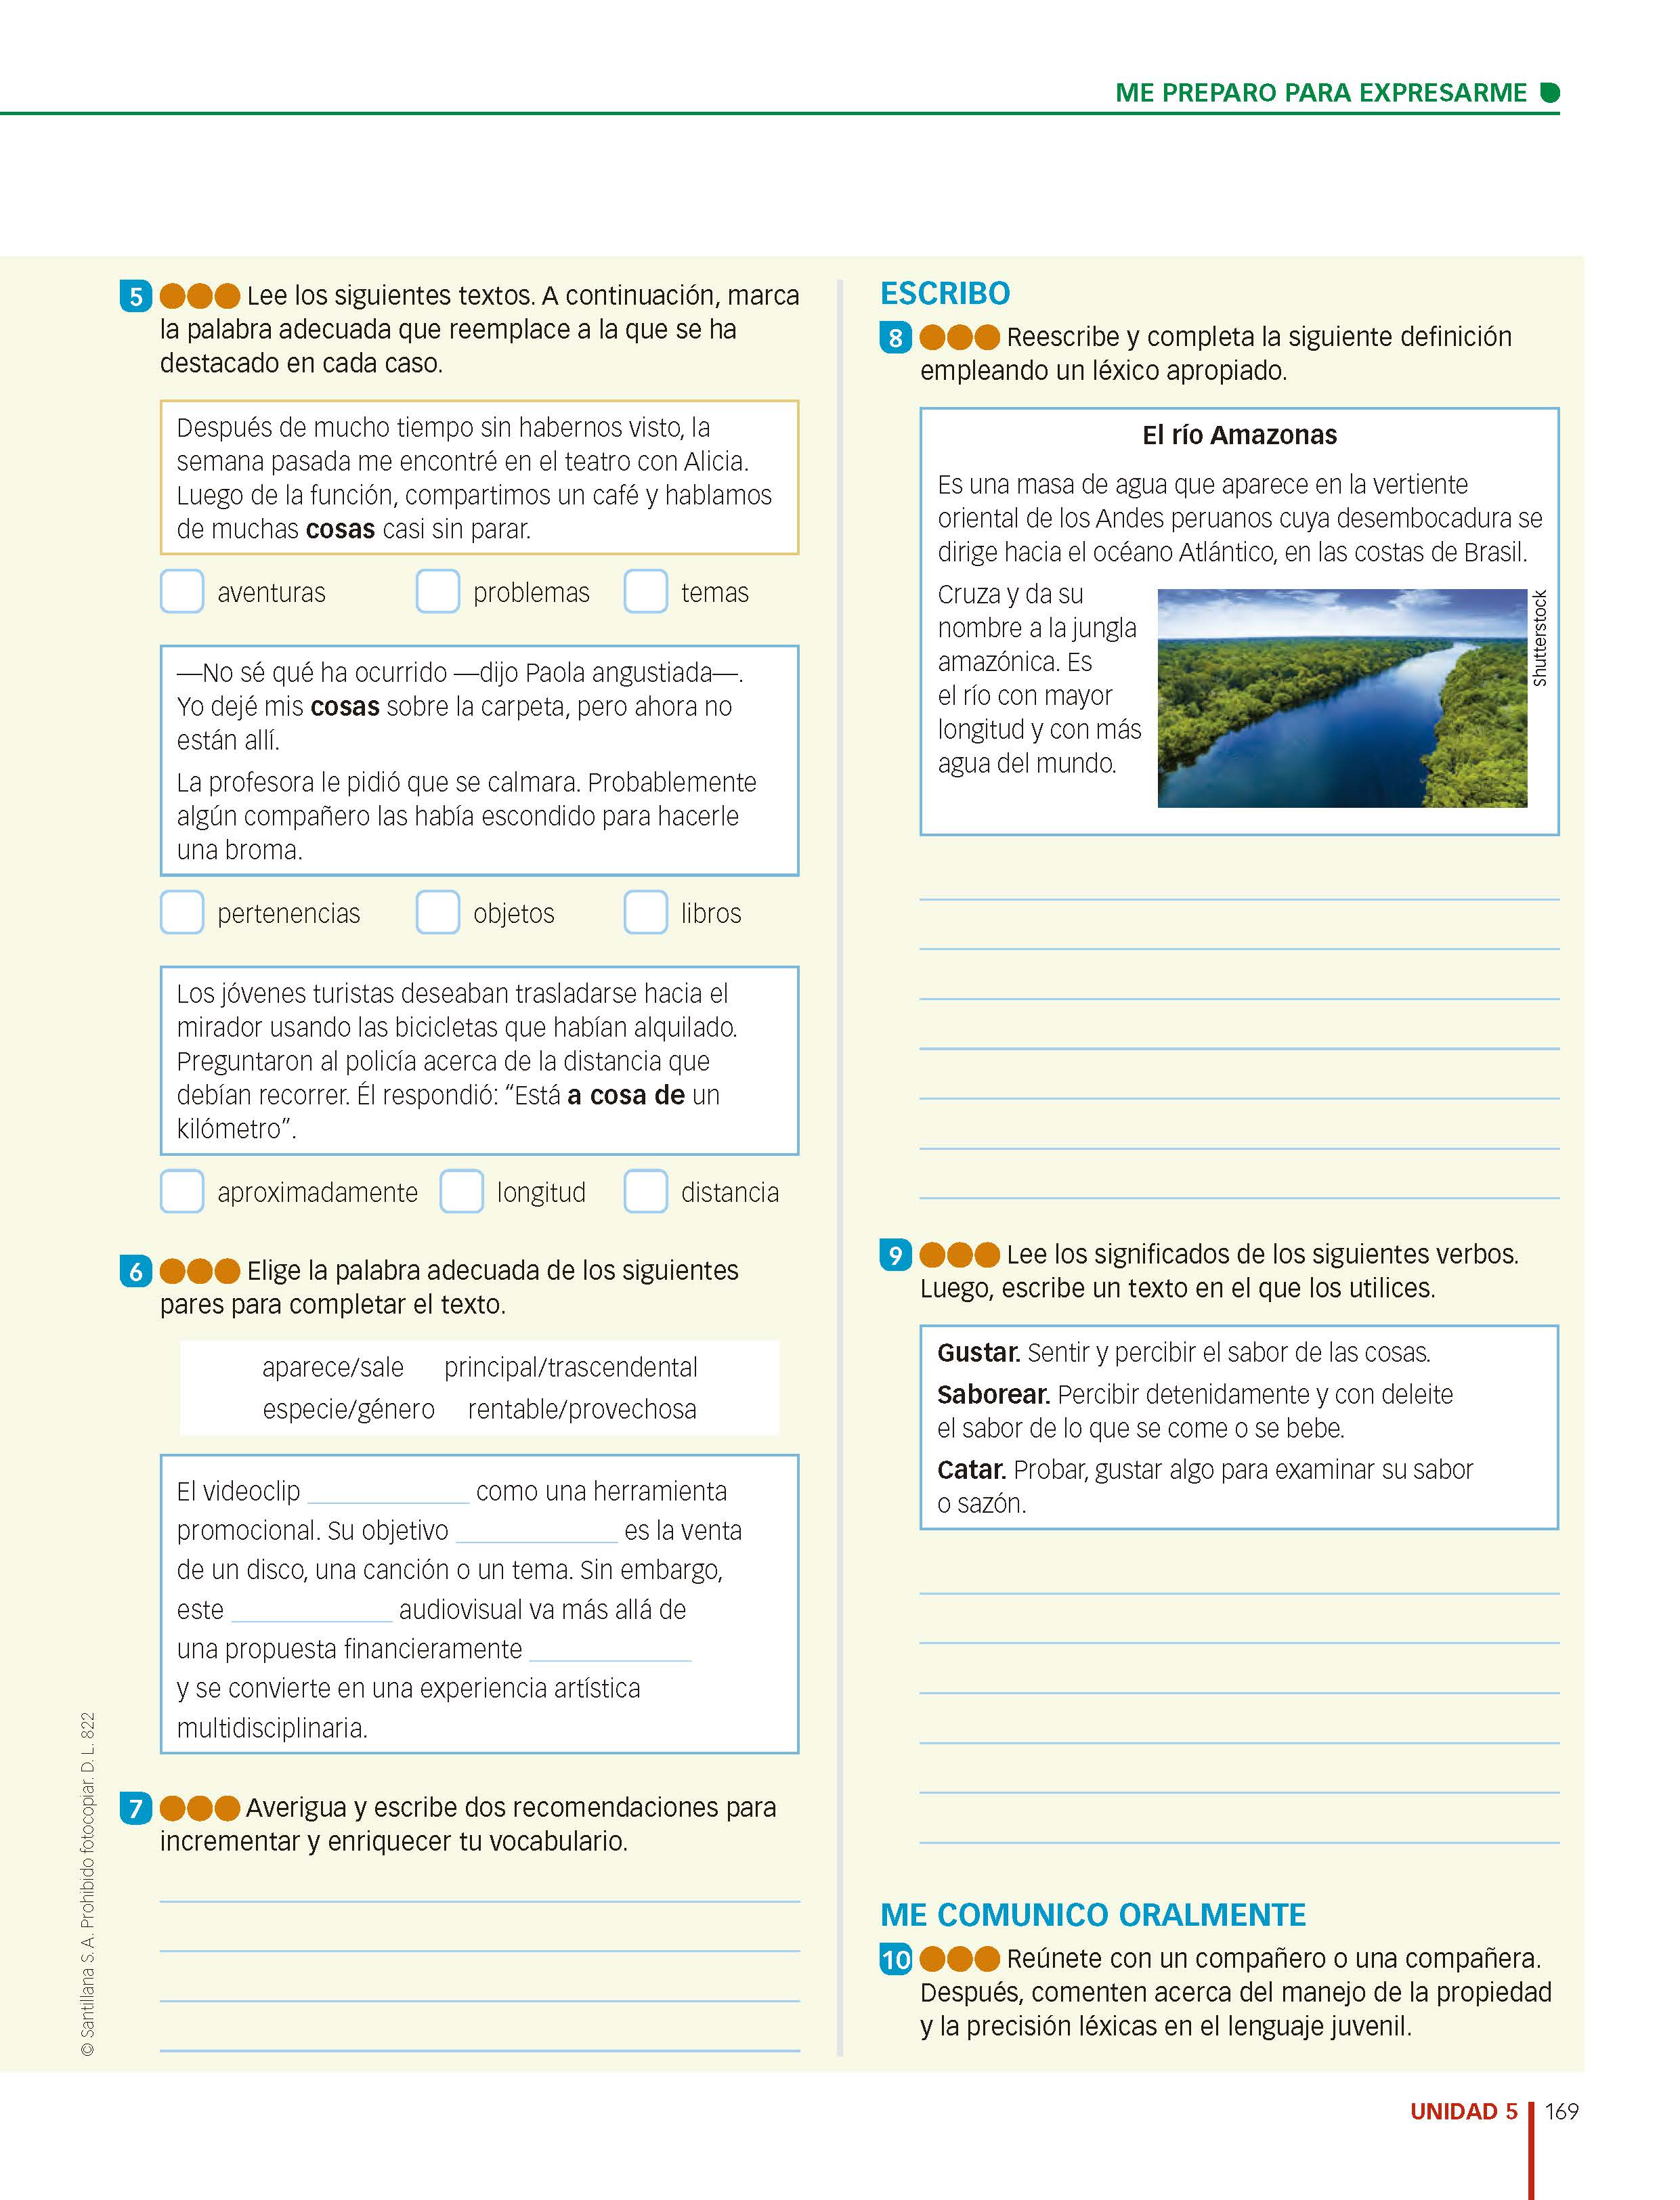 ME PREPARO PARA EXPRESARME
5 Lee los siguientes textos. A continuación, marca
la palabra adecuada que reemplace a la que se ha
destacado en cada caso.
Después de mucho tiempo sin habernos visto, la
semana pasada me encontré en el teatro con Alicia.
Luego de la función, compartimos un café y hablamos
de muchas cosas casi sin parar.
aventuras problemas temas
—No sé qué ha ocurrido —dijo Paola angustiada—.
Yo dejé mis cosas sobre la carpeta, pero ahora no
están allí.
La profesora le pidió que se calmara. Probablemente
algún compañero las había escondido para hacerle
una broma.
pertenencias objetos libros
Los jóvenes turistas deseaban trasladarse hacia el
mirador usando las bicicletas que habían alquilado.
Preguntaron al policía acerca de la distancia que
debían recorrer. Él respondió: “Está a cosa de un
kilómetro”.
aproximadamente longitud distancia
6 Elige la palabra adecuada de los siguientes
pares para completar el texto.
aparece/sale principal/trascendental
especie/género rentable/provechosa
El videoclip ____________ como una herramienta
promocional. Su objetivo ____________ es la venta
de un disco, una canción o un tema. Sin embargo,
este ____________ audiovisual va más allá de
una propuesta financieramente ____________
y se convierte en una experiencia artística
multidisciplinaria.
7 Averigua y escribe dos recomendaciones para
incrementar y enriquecer tu vocabulario.
© Santillana S. A. Prohibido fotocopiar. D. L. 822
ESCRIBO
8 Reescribe y completa la siguiente definición
empleando un léxico apropiado.
El río Amazonas
Es una masa de agua que aparece en la vertiente
oriental de los Andes peruanos cuya desembocadura se
dirige hacia el océano Atlántico, en las costas de Brasil.
Cruza y da su
nombre a la jungla
amazónica. Es
el río con mayor
longitud y con más
agua del mundo.
Shutterstock
9 Lee los significados de los siguientes verbos.
Luego, escribe un texto en el que los utilices.
Gustar. Sentir y percibir el sabor de las cosas.
Saborear. Percibir detenidamente y con deleite
el sabor de lo que se come o se bebe.
Catar. Probar, gustar algo para examinar su sabor
o sazón.
ME COMUNICO ORALMENTE
10 Reúnete con un compañero o una compañera.
Después, comenten acerca del manejo de la propiedad
y la precisión léxicas en el lenguaje juvenil.
UNIDAD 5 169